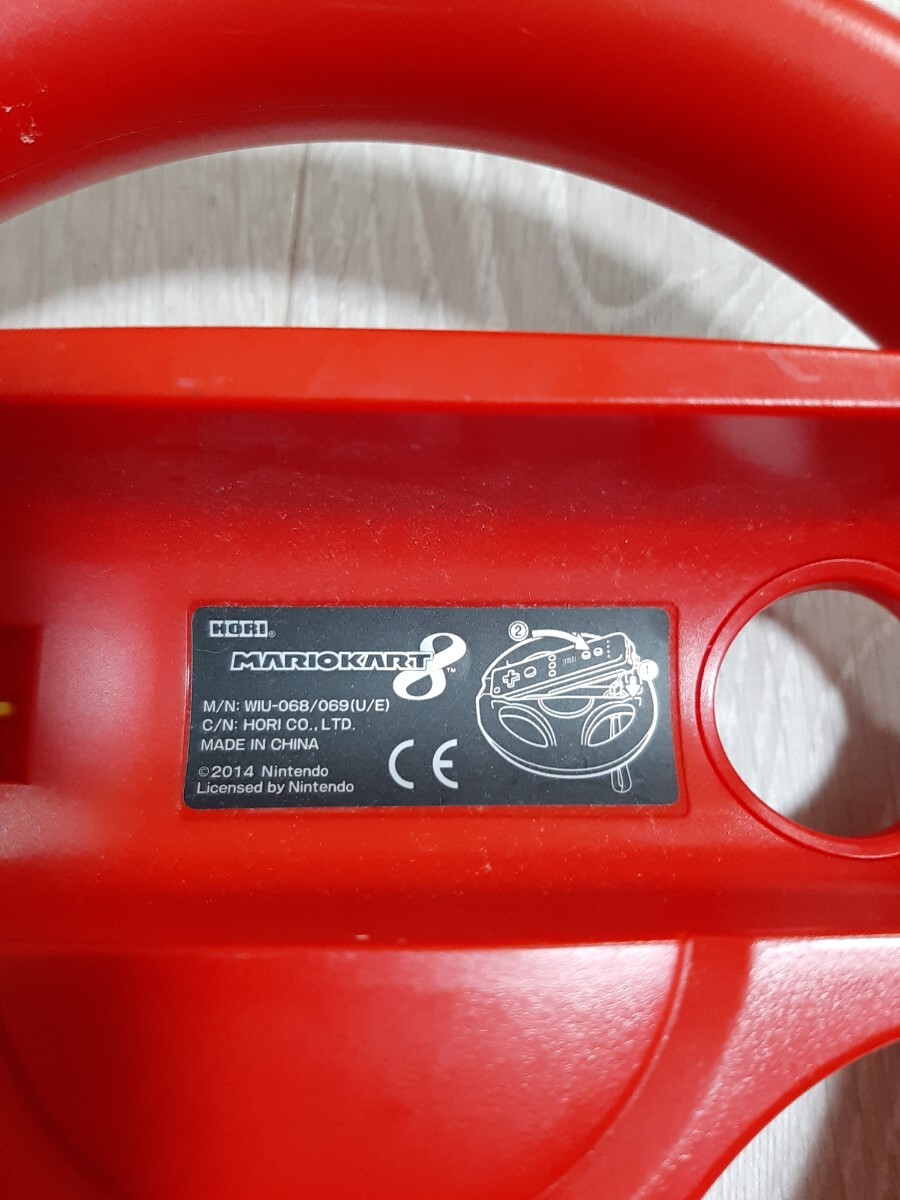 HORI®
MARIOKART 8™
M/N: WIU-068/069(U/E)
C/N: HORI CO., LTD.
MADE IN CHINA
©2014 Nintendo
Licensed by Nintendo
CE
②
①